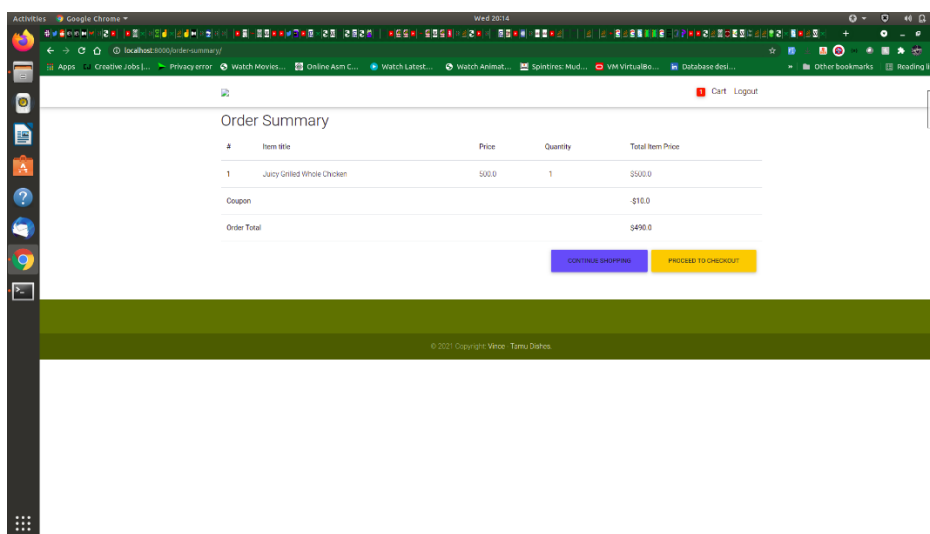 Activities Google Chrome Wed 20:14
localhost:8000/order-summary/
Apps Creative Jobs |... Privacy error Watch Movies... Online Asm C... Watch Latest... Watch Animat... Spintires: Mud... VM VirtualBo... Database desi... » Other bookmarks Reading li
1 Cart Logout
Order Summary
# Item title Price Quantity Total Item Price
1 Juicy Grilled Whole Chicken 500.0 1 $500.0
Coupon -$10.0
Order Total $490.0
CONTINUE SHOPPING PROCEED TO CHECKOUT
© 2021 Copyright: Vince Tamu Dishes